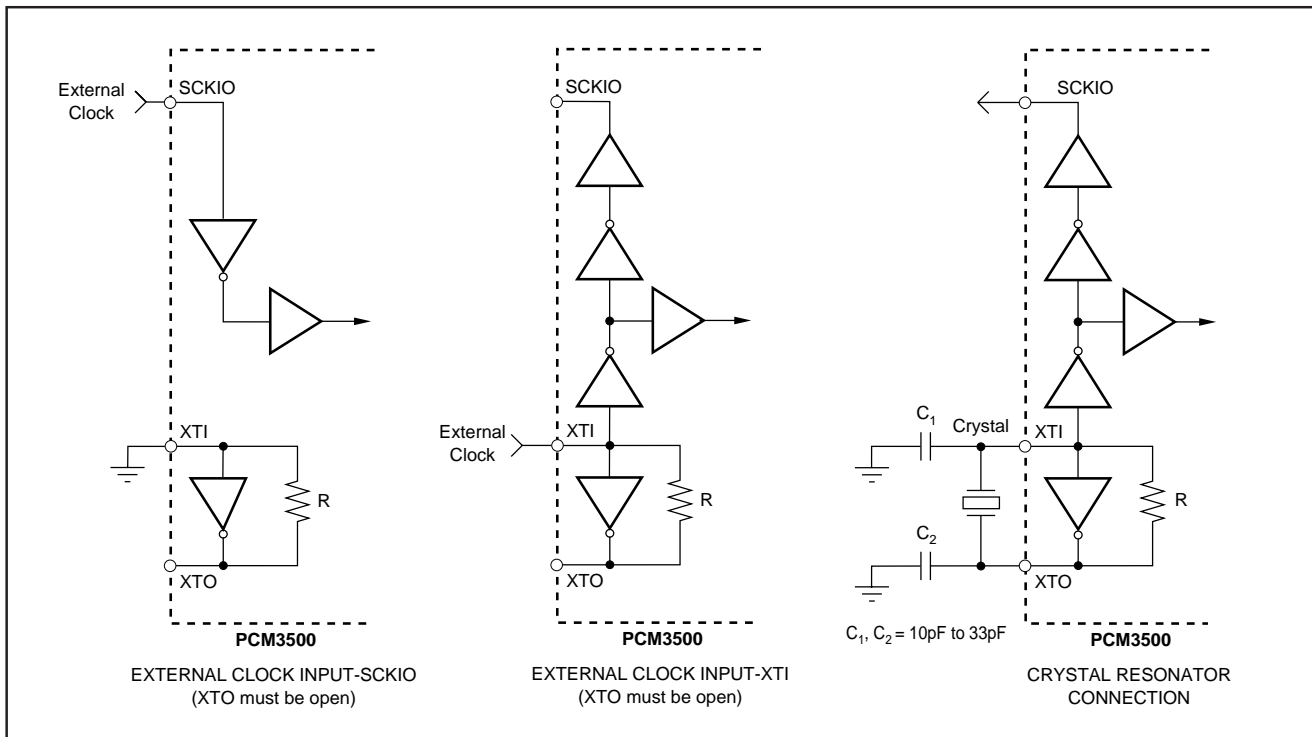 External
Clock
SCKIO
XTI
R
XTO
PCM3500
EXTERNAL CLOCK INPUT-SCKIO
(XTO must be open)
SCKIO
External
Clock
XTI
R
XTO
PCM3500
EXTERNAL CLOCK INPUT-XTI
(XTO must be open)
SCKIO
C1
Crystal
XTI
R
C2
XTO
C1, C2 = 10pF to 33pF
PCM3500
CRYSTAL RESONATOR
CONNECTION